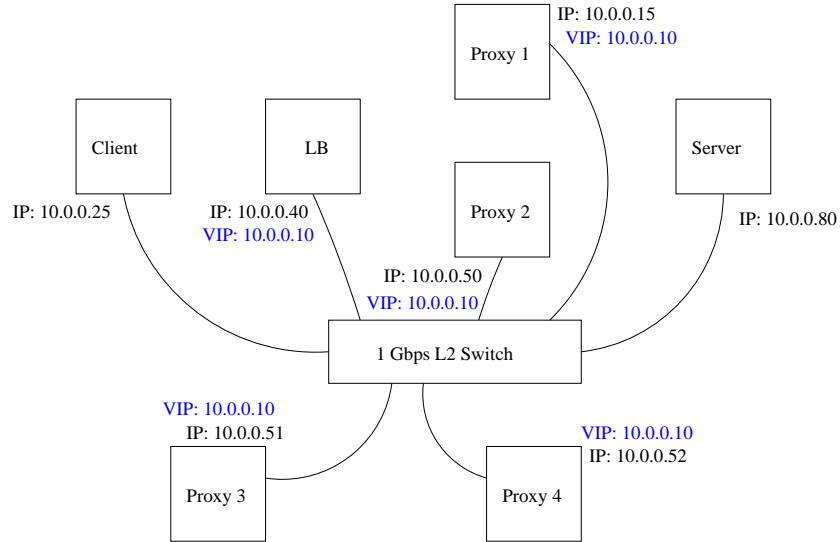 IP: 10.0.0.15
VIP: 10.0.0.10
Proxy 1
Client
LB
Server
Proxy 2
IP: 10.0.0.25
IP: 10.0.0.40
VIP: 10.0.0.10
IP: 10.0.0.80
IP: 10.0.0.50
VIP: 10.0.0.10
1 Gbps L2 Switch
VIP: 10.0.0.10
IP: 10.0.0.51
VIP: 10.0.0.10
IP: 10.0.0.52
Proxy 3
Proxy 4